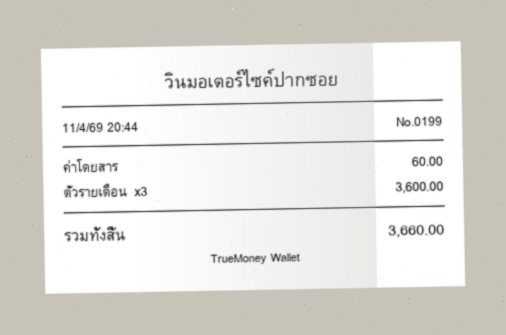 วินมอเตอร์ไซค์ปากซอย
11/4/69 20:44 No.0199
ค่าโดยสาร 60.00
ตั๋วรายเดือน x3 3,600.00
รวมทั้งสิ้น 3,660.00
TrueMoney Wallet